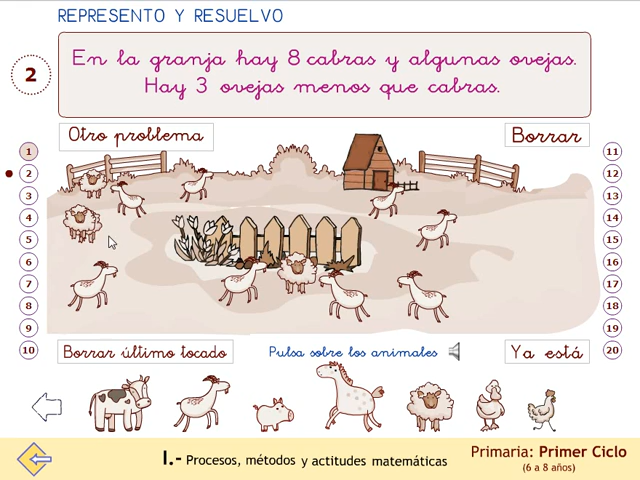 REPRESENTO Y RESUELVO
2
En la granja hay 8 cabras y algunas ovejas.
Hay 3 ovejas menos que cabras.
Otro problema
Borrar
1
2
3
4
5
6
7
8
9
10
11
12
13
14
15
16
17
18
19
20
Borrar último tocado
Pulsa sobre los animales
Ya está
I.- Procesos, métodos y actitudes matemáticas
Primaria: Primer Ciclo
(6 a 8 años)